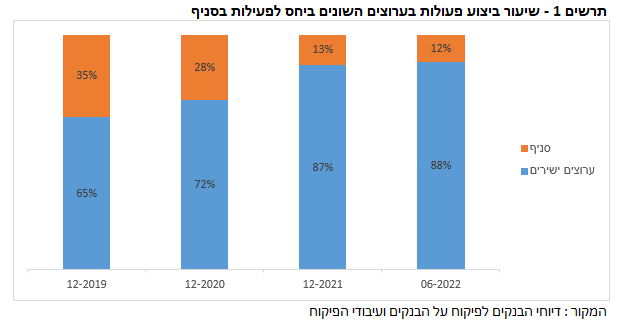 תרשים 1 - שיעור ביצוע פעולות בערוצים השונים ביחס לפעילות בסניף
35% 28% 13% 12%
65% 72% 87% 88%
סניף
ערוצים ישירים
12-2019 12-2020 12-2021 06-2022
המקור : דיווחי הבנקים לפיקוח על הבנקים ועיבודי הפיקוח